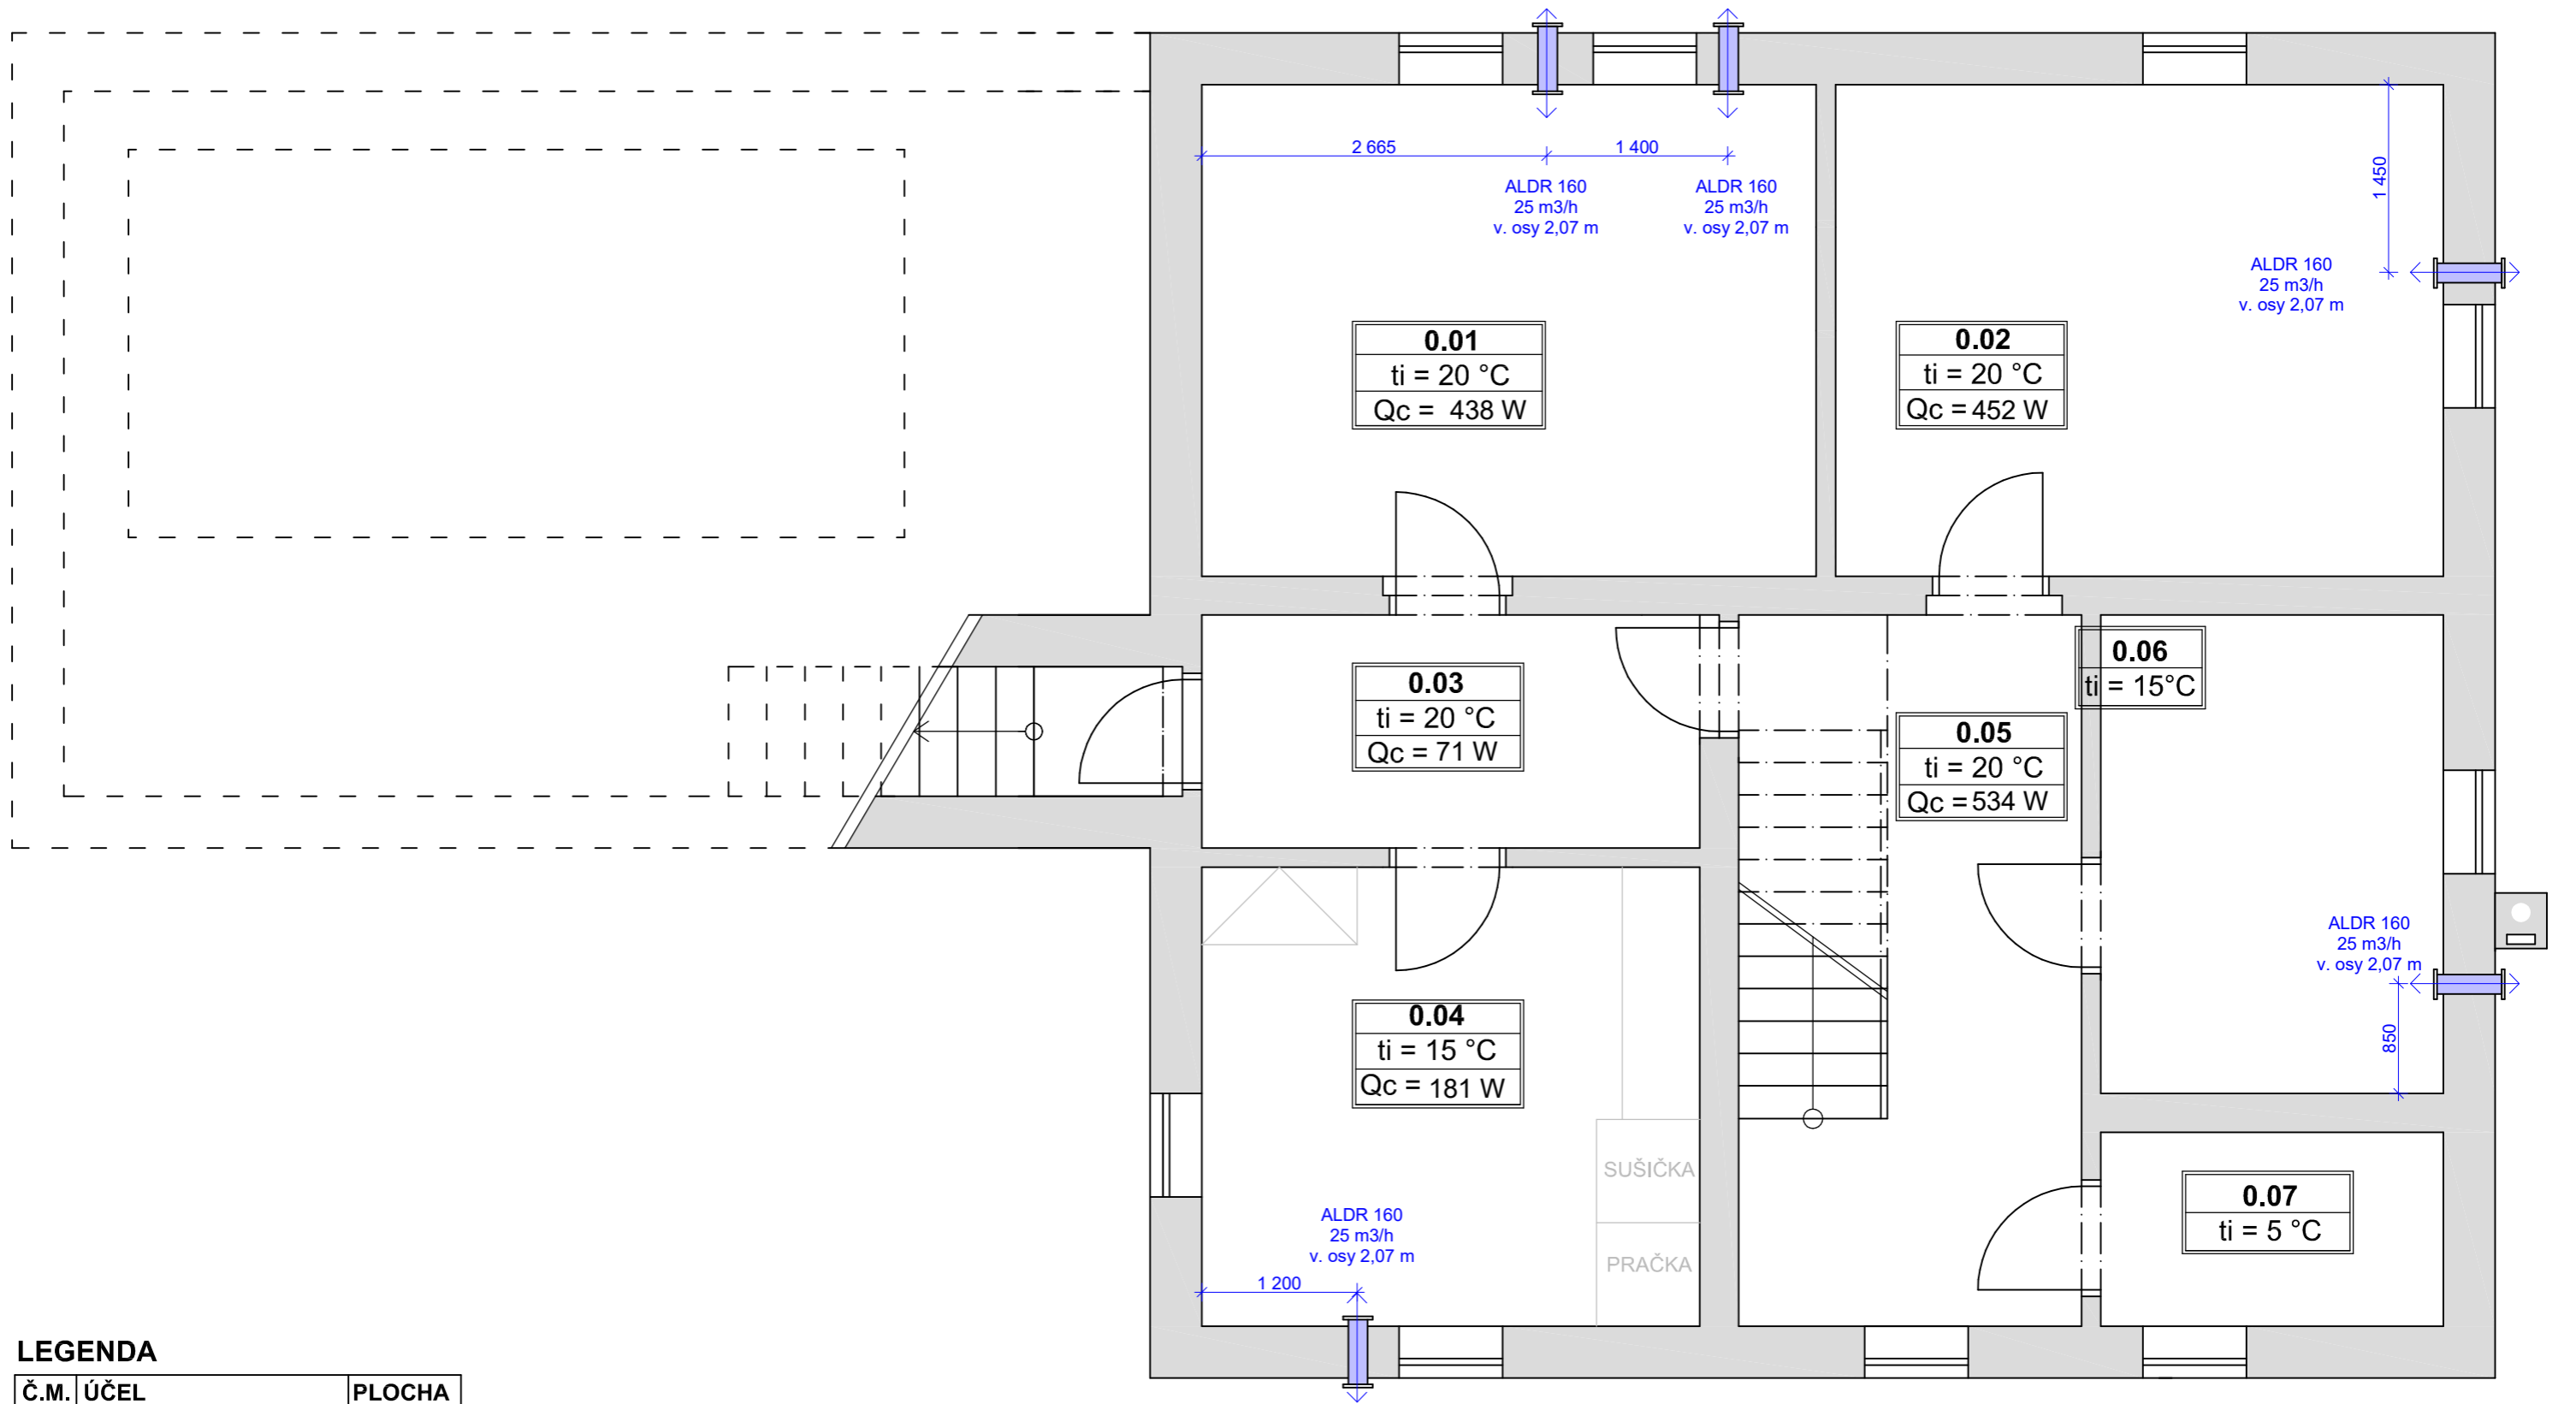 2 665
1 400
1 450
ALDR 160
25 m3/h
v. osy 2,07 m
ALDR 160
25 m3/h
v. osy 2,07 m
ALDR 160
25 m3/h
v. osy 2,07 m
0.01
ti = 20 °C
Qc = 438 W
0.02
ti = 20 °C
Qc = 452 W
0.03
ti = 20 °C
Qc = 71 W
0.06
ti = 15°C
0.05
ti = 20 °C
Qc = 534 W
ALDR 160
25 m3/h
v. osy 2,07 m
850
0.04
ti = 15 °C
Qc = 181 W
SUŠIČKA
PRAČKA
0.07
ti = 5 °C
ALDR 160
25 m3/h
v. osy 2,07 m
1 200
LEGENDA
Č.M. ÚČEL PLOCHA